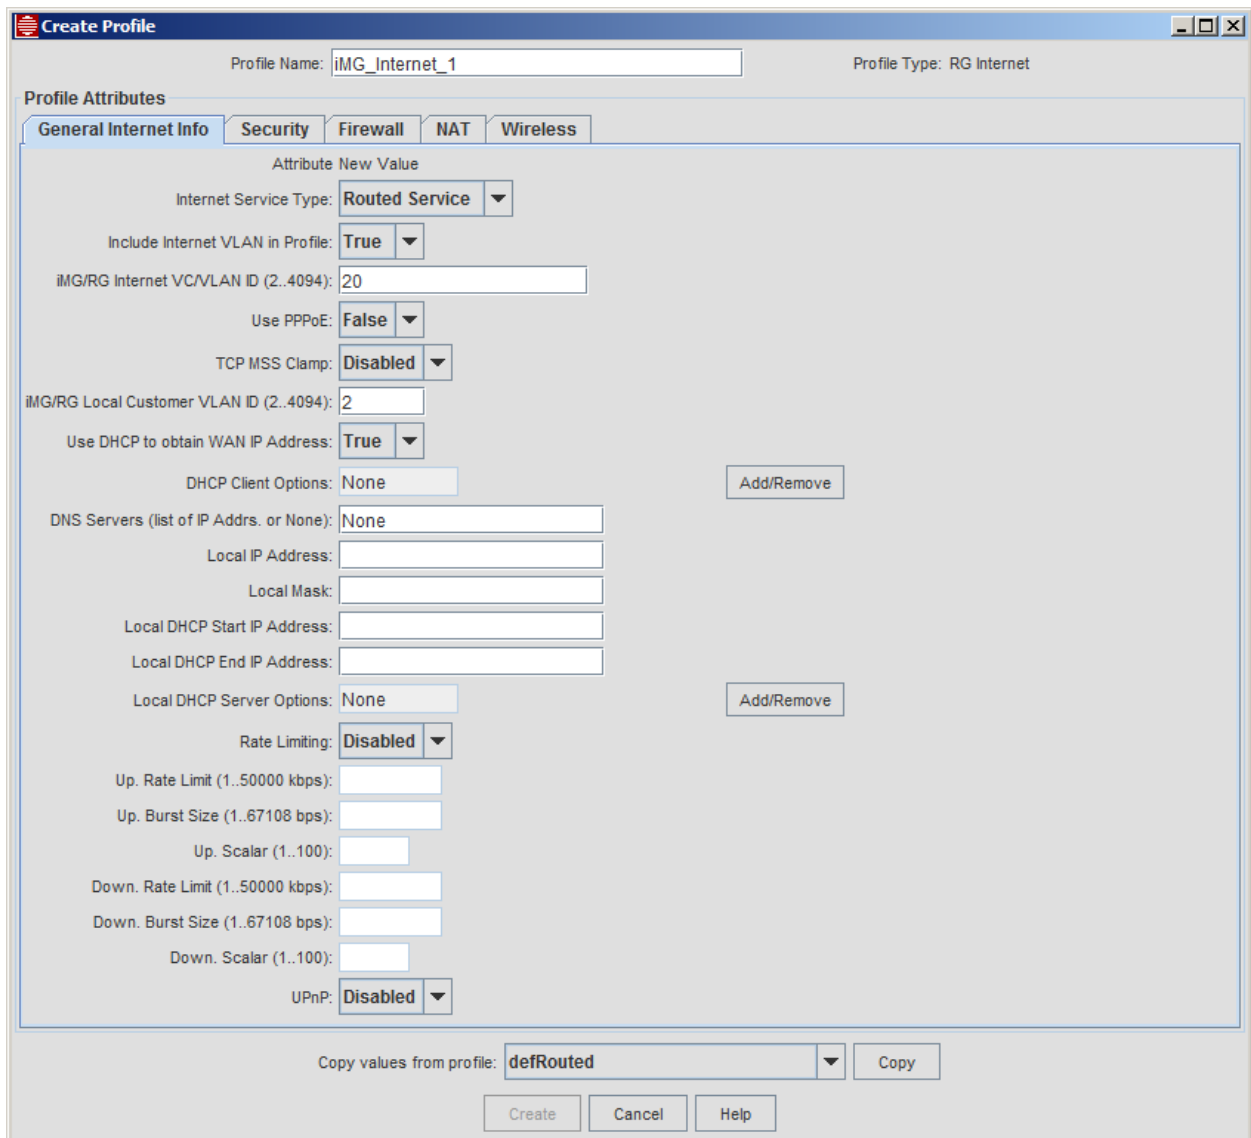 Create Profile
Profile Name: iMG_Internet_1 Profile Type: RG Internet
Profile Attributes
General Internet Info Security Firewall NAT Wireless
Attribute New Value
Internet Service Type: Routed Service
Include Internet VLAN in Profile: True
iMG/RG Internet VC/VLAN ID (2..4094): 20
Use PPPoE: False
TCP MSS Clamp: Disabled
iMG/RG Local Customer VLAN ID (2..4094): 2
Use DHCP to obtain WAN IP Address: True
DHCP Client Options: None Add/Remove
DNS Servers (list of IP Addrs. or None): None
Local IP Address:
Local Mask:
Local DHCP Start IP Address:
Local DHCP End IP Address:
Local DHCP Server Options: None Add/Remove
Rate Limiting: Disabled
Up. Rate Limit (1..50000 kbps):
Up. Burst Size (1..67108 bps):
Up. Scalar (1..100):
Down. Rate Limit (1..50000 kbps):
Down. Burst Size (1..67108 bps):
Down. Scalar (1..100):
UPnP: Disabled
Copy values from profile: defRouted Copy
Create Cancel Help